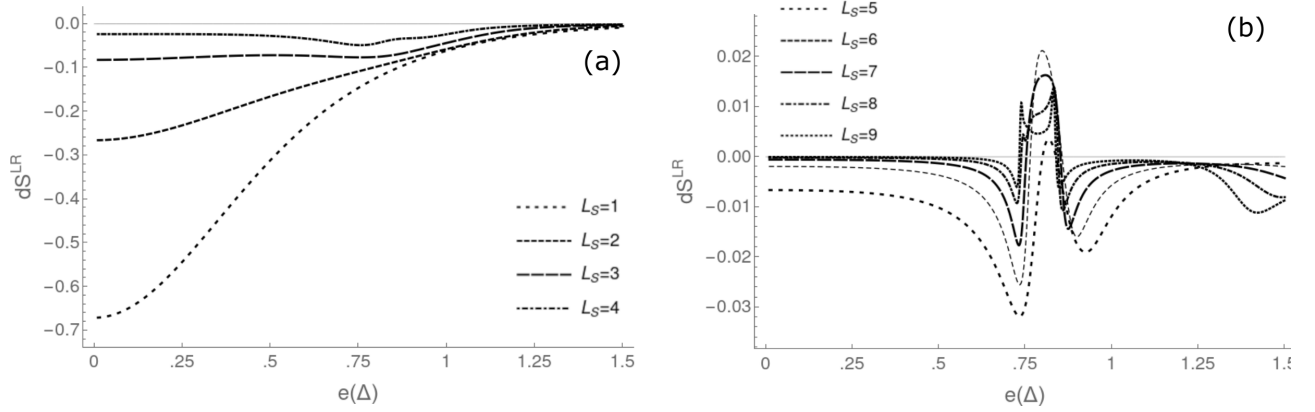 (a)
0.0
−0.1
−0.2
−0.3
−0.4
−0.5
−0.6
−0.7
dS^LR
L_S=1
L_S=2
L_S=3
L_S=4
0 .25 .5 .75 1 1.25 1.5
e(Δ)
(b)
L_S=5
L_S=6
L_S=7
L_S=8
L_S=9
0.02
0.01
0.00
−0.01
−0.02
−0.03
dS^LR
0 .25 .5 .75 1 1.25 1.5
e(Δ)